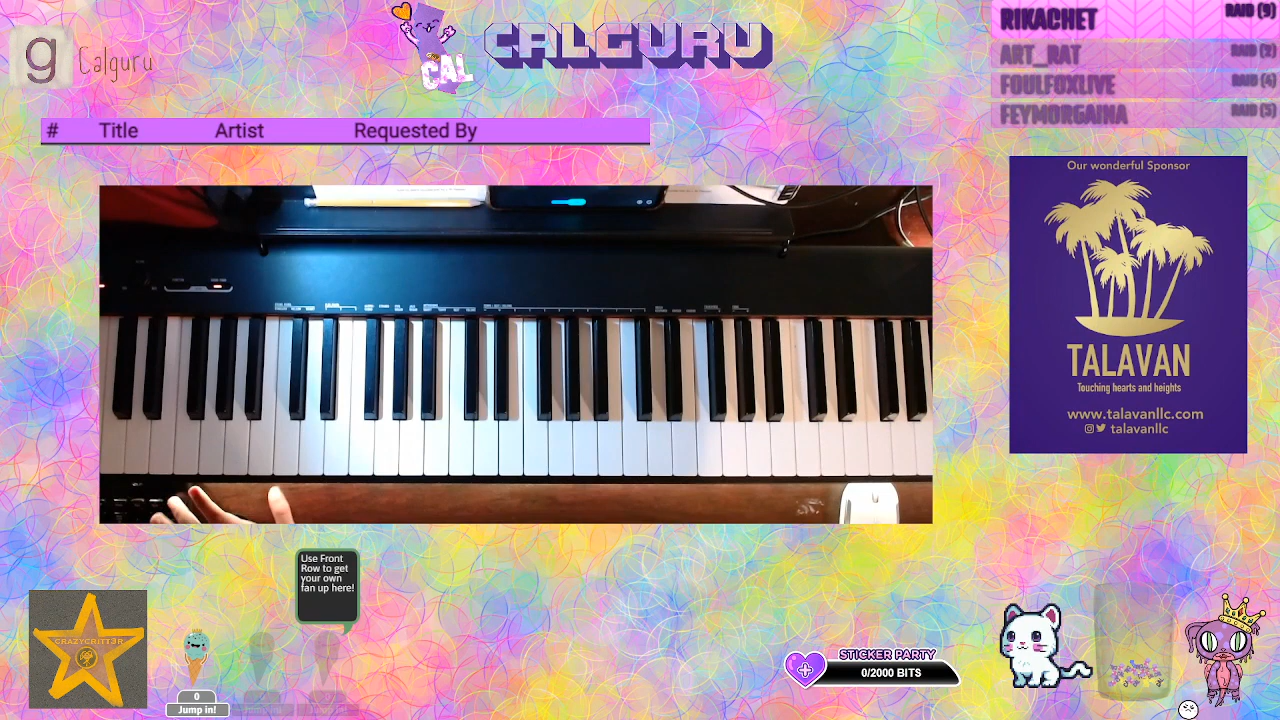 g Calguru
CAL
CALGURU
RIKACHET RAID (9)
ART_RAT RAID (2)
FOULFOXLIVE RAID (4)
FEYMORGAINA RAID (5)
# Title Artist Requested By
Our wonderful Sponsor
TALAVAN
Touching hearts and heights
www.talavanllc.com
talavanllc
Use Front
Row to get
your own
fan up here!
CRAZYCRITT3R
0
Jump in!
STICKER PARTY
0/2000 BITS